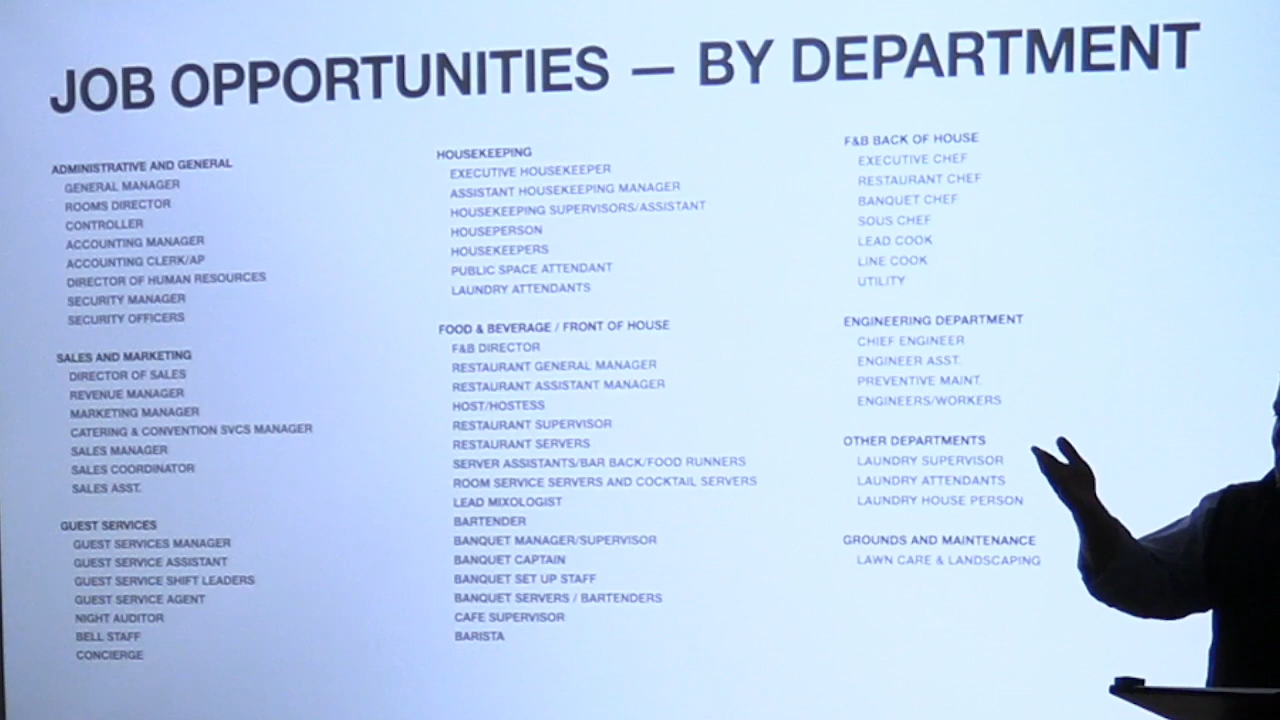 JOB OPPORTUNITIES — BY DEPARTMENT
ADMINISTRATIVE AND GENERAL
GENERAL MANAGER
ROOMS DIRECTOR
CONTROLLER
ACCOUNTING MANAGER
ACCOUNTING CLERK/AP
DIRECTOR OF HUMAN RESOURCES
SECURITY MANAGER
SECURITY OFFICERS
SALES AND MARKETING
DIRECTOR OF SALES
REVENUE MANAGER
MARKETING MANAGER
CATERING & CONVENTION SVCS MANAGER
SALES MANAGER
SALES COORDINATOR
SALES ASST.
GUEST SERVICES
GUEST SERVICES MANAGER
GUEST SERVICE ASSISTANT
GUEST SERVICE SHIFT LEADERS
GUEST SERVICE AGENT
NIGHT AUDITOR
BELL STAFF
CONCIERGE
HOUSEKEEPING
EXECUTIVE HOUSEKEEPER
ASSISTANT HOUSEKEEPING MANAGER
HOUSEKEEPING SUPERVISORS/ASSISTANT
HOUSEPERSON
HOUSEKEEPERS
PUBLIC SPACE ATTENDANT
LAUNDRY ATTENDANTS
FOOD & BEVERAGE / FRONT OF HOUSE
F&B DIRECTOR
RESTAURANT GENERAL MANAGER
RESTAURANT ASSISTANT MANAGER
HOST/HOSTESS
RESTAURANT SUPERVISOR
RESTAURANT SERVERS
SERVER ASSISTANTS/BAR BACK/FOOD RUNNERS
ROOM SERVICE SERVERS AND COCKTAIL SERVERS
LEAD MIXOLOGIST
BARTENDER
BANQUET MANAGER/SUPERVISOR
BANQUET CAPTAIN
BANQUET SET UP STAFF
BANQUET SERVERS / BARTENDERS
CAFE SUPERVISOR
BARISTA
F&B BACK OF HOUSE
EXECUTIVE CHEF
RESTAURANT CHEF
BANQUET CHEF
SOUS CHEF
LEAD COOK
LINE COOK
UTILITY
ENGINEERING DEPARTMENT
CHIEF ENGINEER
ENGINEER ASST.
PREVENTIVE MAINT.
ENGINEERS/WORKERS
OTHER DEPARTMENTS
LAUNDRY SUPERVISOR
LAUNDRY ATTENDANTS
LAUNDRY HOUSE PERSON
GROUNDS AND MAINTENANCE
LAWN CARE & LANDSCAPING